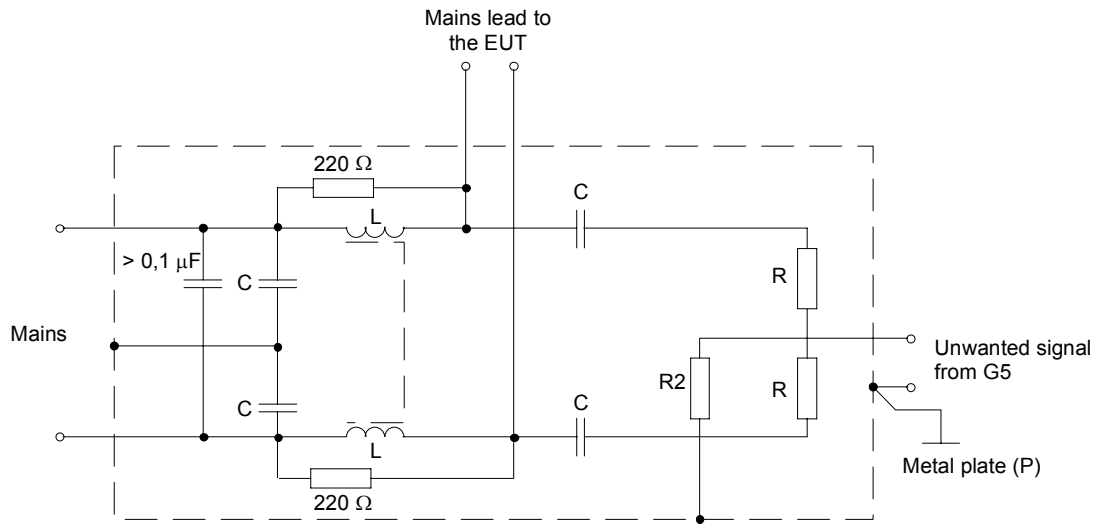 Mains lead to
the EUT
220 Ω
C
L
> 0,1 μF
C
R
Mains
Unwanted signal
from G5
R2
R
C
C
L
Metal plate (P)
220 Ω